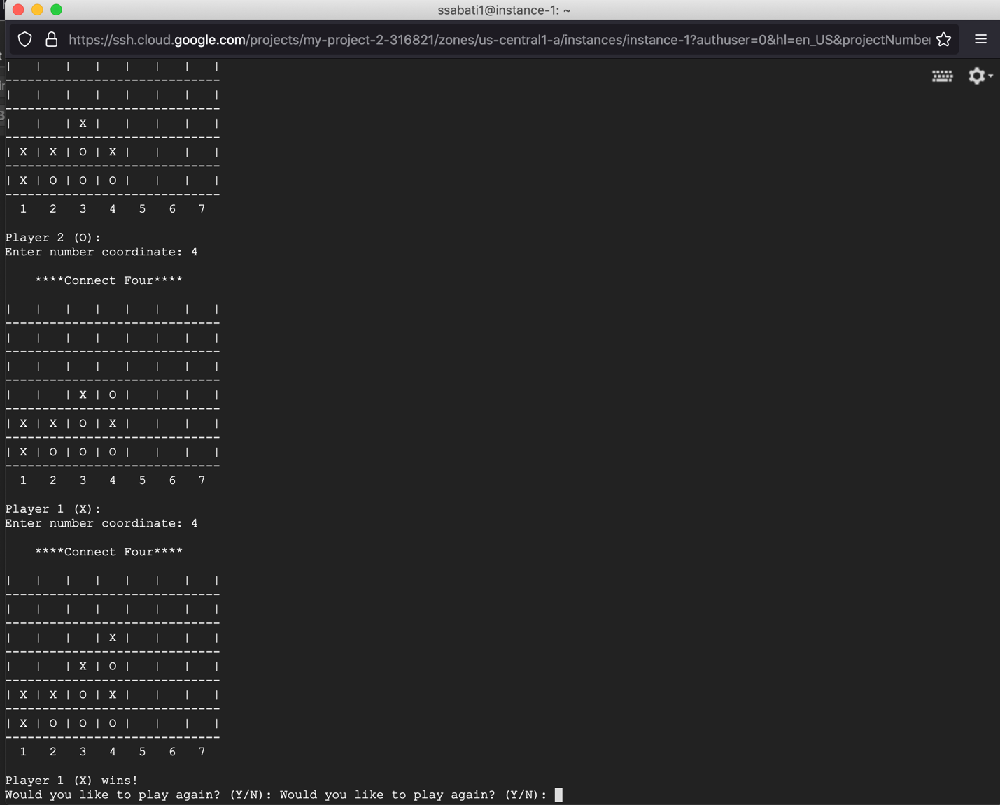 ssabati1@instance-1: ~
https://ssh.cloud.google.com/projects/my-project-2-316821/zones/us-central1-a/instances/instance-1?authuser=0&hl=en_US&projectNumber
|   |   |   |   |   |   |   |
-----------------------------
|   |   |   |   |   |   |   |
-----------------------------
|   |   | X |   |   |   |   |
-----------------------------
| X | X | O | X |   |   |   |
-----------------------------
| X | O | O | O |   |   |   |
-----------------------------
  1   2   3   4   5   6   7
Player 2 (O):
Enter number coordinate: 4
    ****Connect Four****
|   |   |   |   |   |   |   |
-----------------------------
|   |   |   |   |   |   |   |
-----------------------------
|   |   |   |   |   |   |   |
-----------------------------
|   |   | X | O |   |   |   |
-----------------------------
| X | X | O | X |   |   |   |
-----------------------------
| X | O | O | O |   |   |   |
-----------------------------
  1   2   3   4   5   6   7
Player 1 (X):
Enter number coordinate: 4
    ****Connect Four****
|   |   |   |   |   |   |   |
-----------------------------
|   |   |   |   |   |   |   |
-----------------------------
|   |   |   | X |   |   |   |
-----------------------------
|   |   | X | O |   |   |   |
-----------------------------
| X | X | O | X |   |   |   |
-----------------------------
| X | O | O | O |   |   |   |
-----------------------------
  1   2   3   4   5   6   7
Player 1 (X) wins!
Would you like to play again? (Y/N): Would you like to play again? (Y/N):